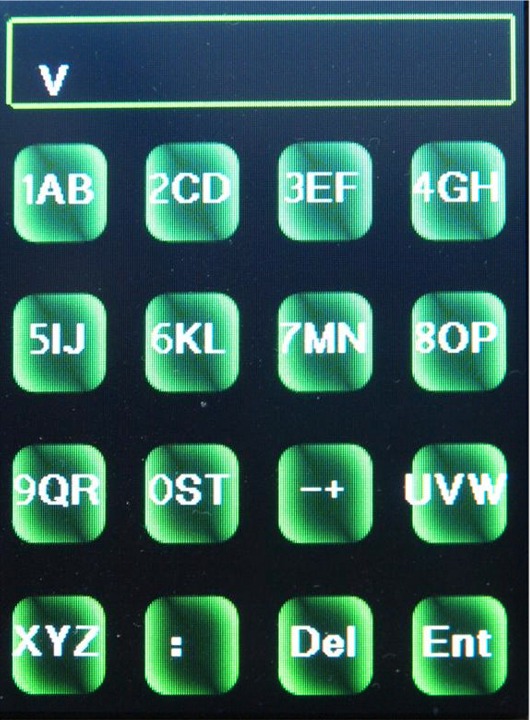 V
1AB 2CD 3EF 4GH
5IJ 6KL 7MN 8OP
9QR 0ST -+ UVW
XYZ : Del Ent